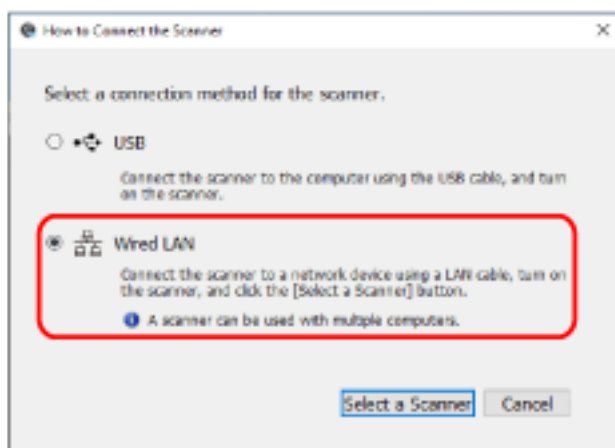 How to Connect the Scanner
Select a connection method for the scanner.
USB
Connect the scanner to the computer using the USB cable, and turn
on the scanner.
Wired LAN
Connect the scanner to a network device using a LAN cable, turn on
the scanner, and click the [Select a Scanner] button.
A scanner can be used with multiple computers.
Select a Scanner Cancel